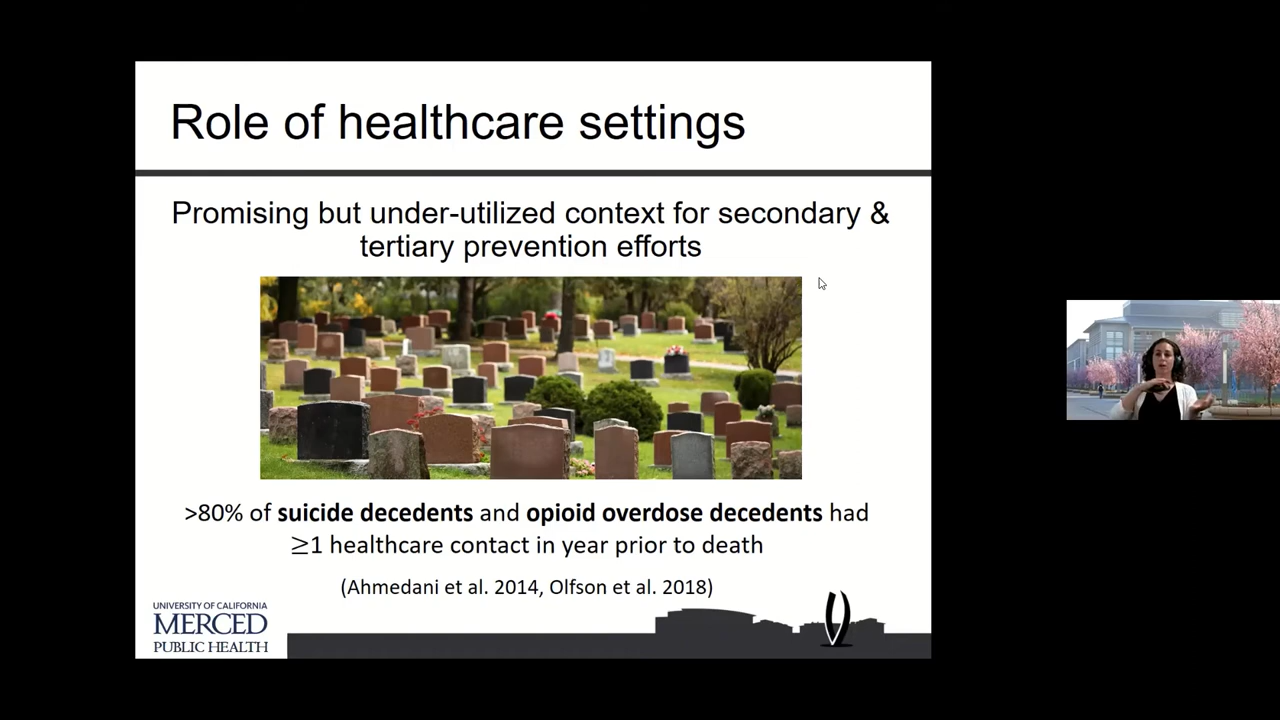 Role of healthcare settings
Promising but under-utilized context for secondary &
tertiary prevention efforts
>80% of suicide decedents and opioid overdose decedents had
≥1 healthcare contact in year prior to death
(Ahmedani et al. 2014, Olfson et al. 2018)
UNIVERSITY OF CALIFORNIA
MERCED
PUBLIC HEALTH